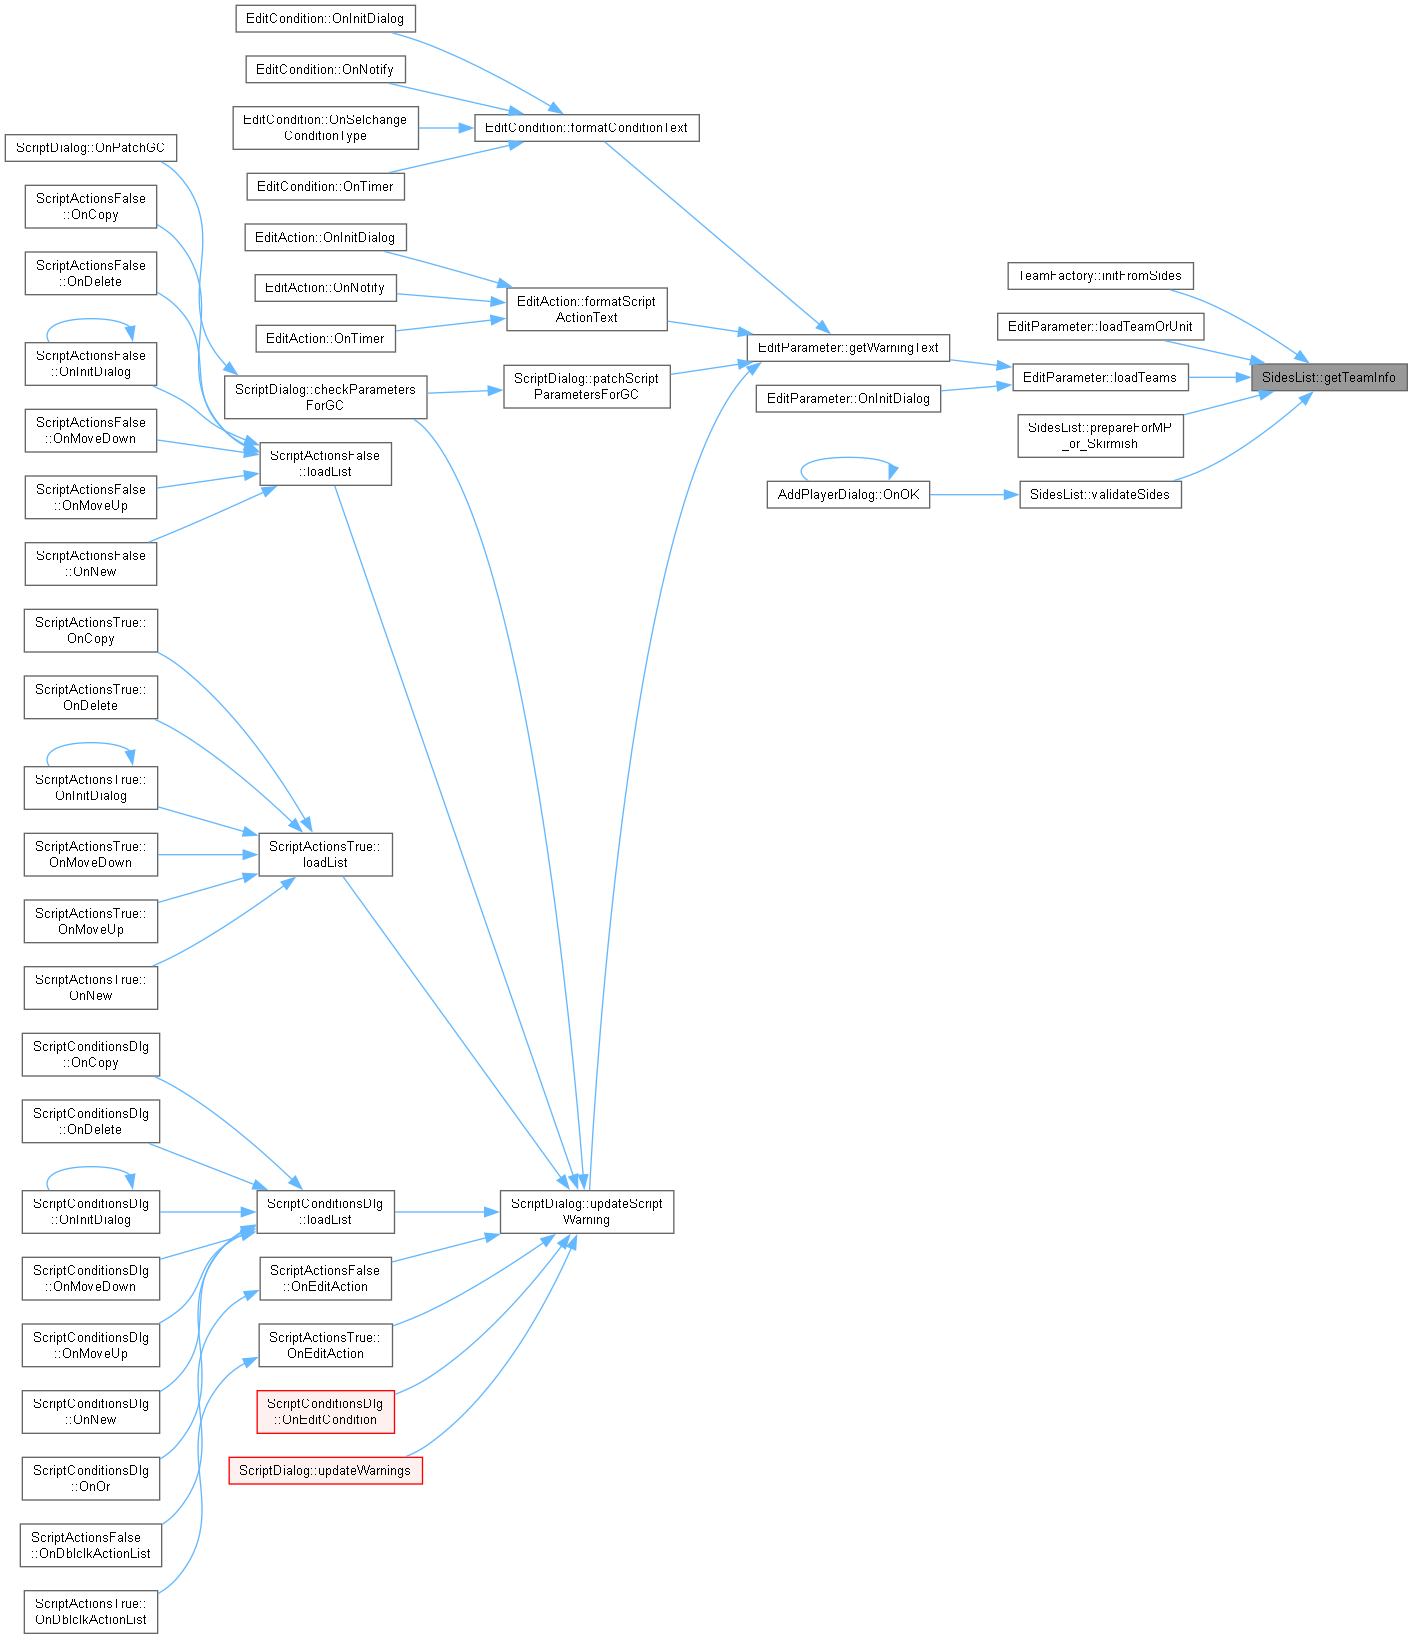 EditCondition::OnInitDialog
EditCondition::OnNotify
EditCondition::OnSelchange
ConditionType
EditCondition::formatConditionText
ScriptDialog::OnPatchGC
EditCondition::OnTimer
ScriptActionsFalse
::OnCopy
EditAction::OnInitDialog
ScriptActionsFalse
::OnDelete
EditAction::OnNotify
EditAction::formatScript
ActionText
TeamFactory::initFromSides
EditAction::OnTimer
EditParameter::loadTeamOrUnit
ScriptActionsFalse
::OnInitDialog
EditParameter::getWarningText
ScriptDialog::checkParameters
ForGC
ScriptDialog::patchScript
ParametersForGC
EditParameter::OnInitDialog
EditParameter::loadTeams
SidesList::getTeamInfo
ScriptActionsFalse
::OnMoveDown
SidesList::prepareForMP
_or_Skirmish
ScriptActionsFalse
::loadList
ScriptActionsFalse
::OnMoveUp
AddPlayerDialog::OnOK
SidesList::validateSides
ScriptActionsFalse
::OnNew
ScriptActionsTrue::
OnCopy
ScriptActionsTrue::
OnDelete
ScriptActionsTrue::
OnInitDialog
ScriptActionsTrue::
OnMoveDown
ScriptActionsTrue::
loadList
ScriptActionsTrue::
OnMoveUp
ScriptActionsTrue::
OnNew
ScriptConditionsDlg
::OnCopy
ScriptConditionsDlg
::OnDelete
ScriptConditionsDlg
::OnInitDialog
ScriptConditionsDlg
::loadList
ScriptDialog::updateScript
Warning
ScriptConditionsDlg
::OnMoveDown
ScriptActionsFalse
::OnEditAction
ScriptConditionsDlg
::OnMoveUp
ScriptActionsTrue::
OnEditAction
ScriptConditionsDlg
::OnNew
ScriptConditionsDlg
::OnEditCondition
ScriptConditionsDlg
::OnOr
ScriptDialog::updateWarnings
ScriptActionsFalse
::OnDblclkActionList
ScriptActionsTrue::
OnDblclkActionList